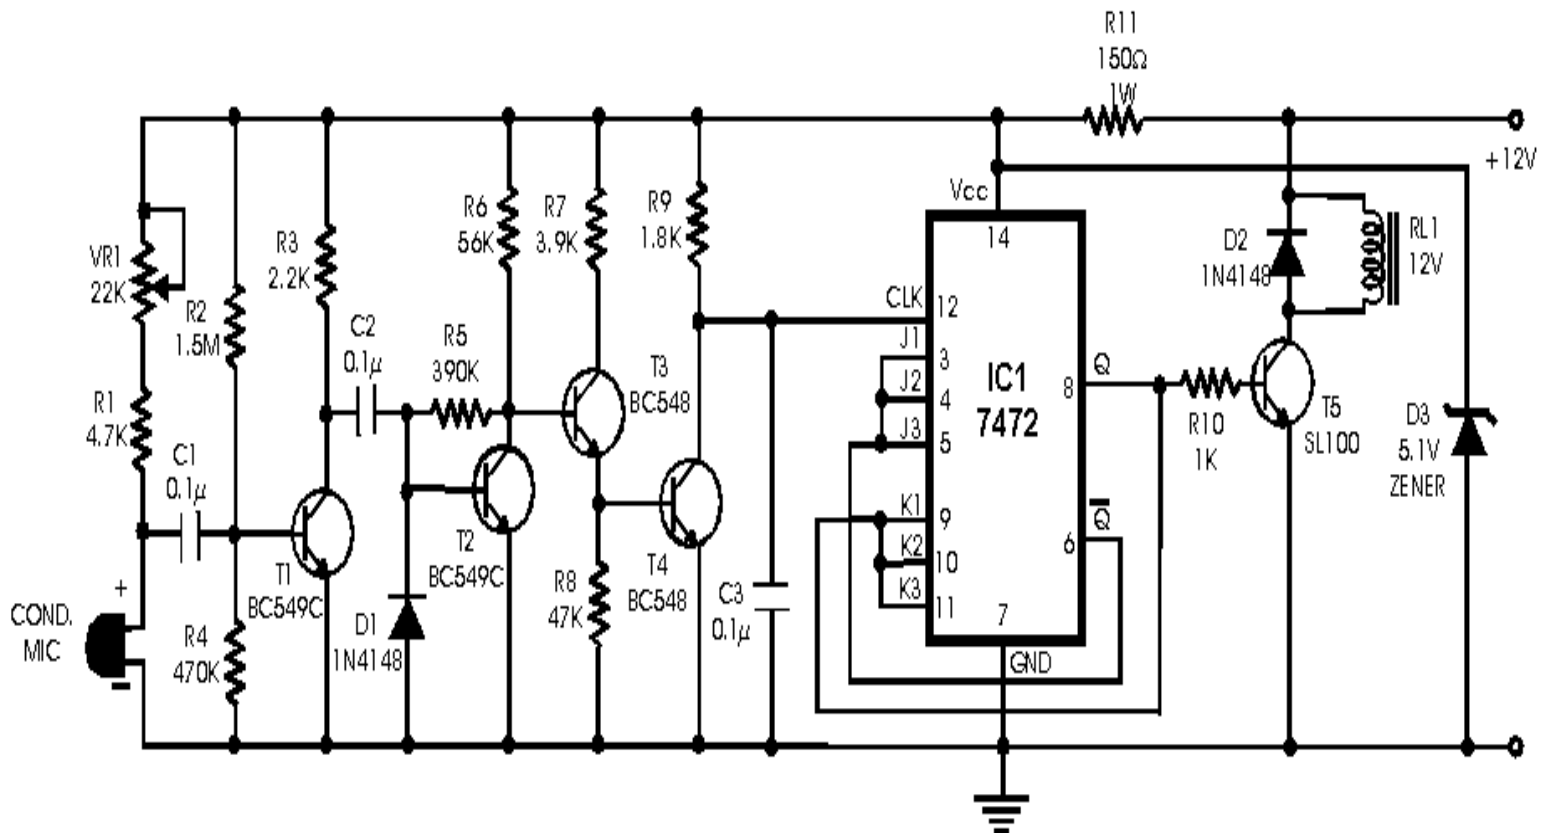 R11
150Ω
1W
+12V
Vcc
14
R6
56K
R7
3.9K
R9
1.8K
VR1
22K
R3
2.2K
D2
1N4148
RL1
12V
R2
1.5M
CLK
12
C2
0.1µ
R5
390K
J1
3
J2
4
J3
5
IC1
7472
Q
8
T3
BC548
R1
4.7K
R10
1K
T5
SL100
D3
5.1V
ZENER
C1
0.1µ
K1
9
K2
10
K3
11
Q̅
6
T2
BC549C
T1
BC549C
T4
BC548
R8
47K
C3
0.1µ
+
COND.
MIC
-
R4
470K
D1
1N4148
7
GND